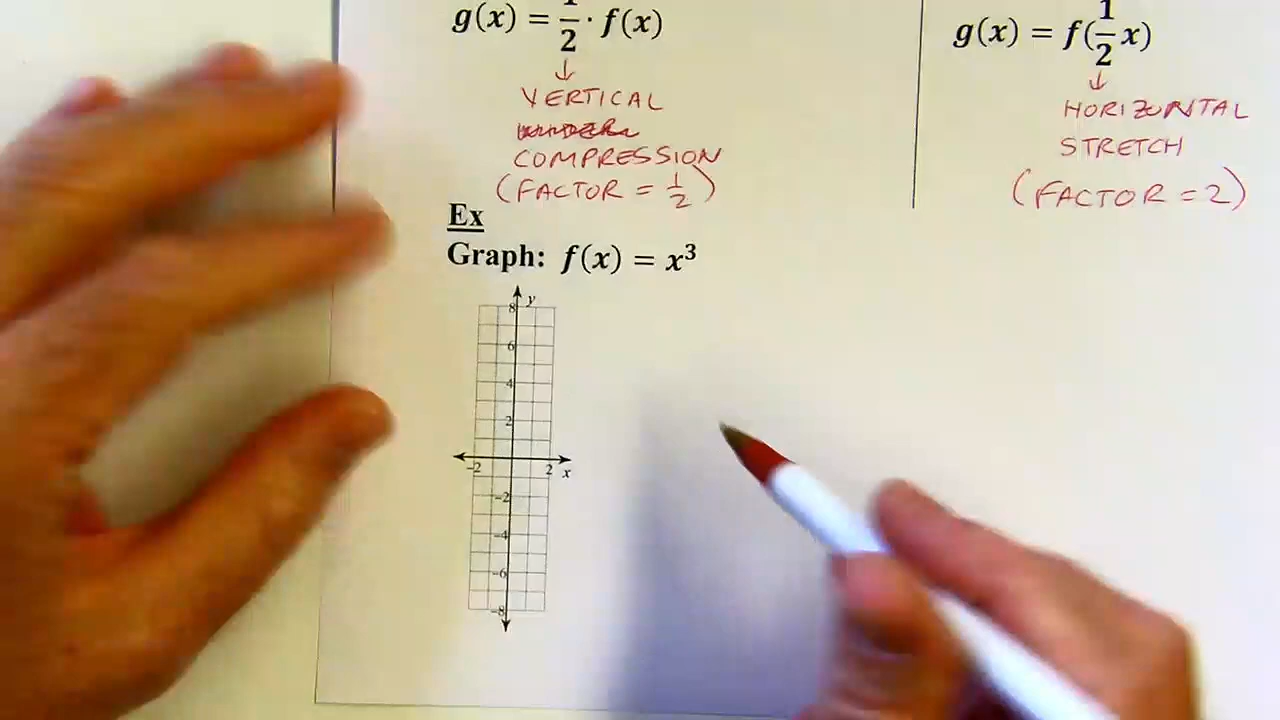 g(x) = 1/2 · f(x)
↓
VERTICAL
COMPRESSION
(FACTOR = 1/2)
g(x) = f(1/2 x)
↓
HORIZONTAL
STRETCH
(FACTOR = 2)
Ex
Graph: f(x) = x³
y
8
6
4
2
-2 2 x
-2
-4
-6
-8